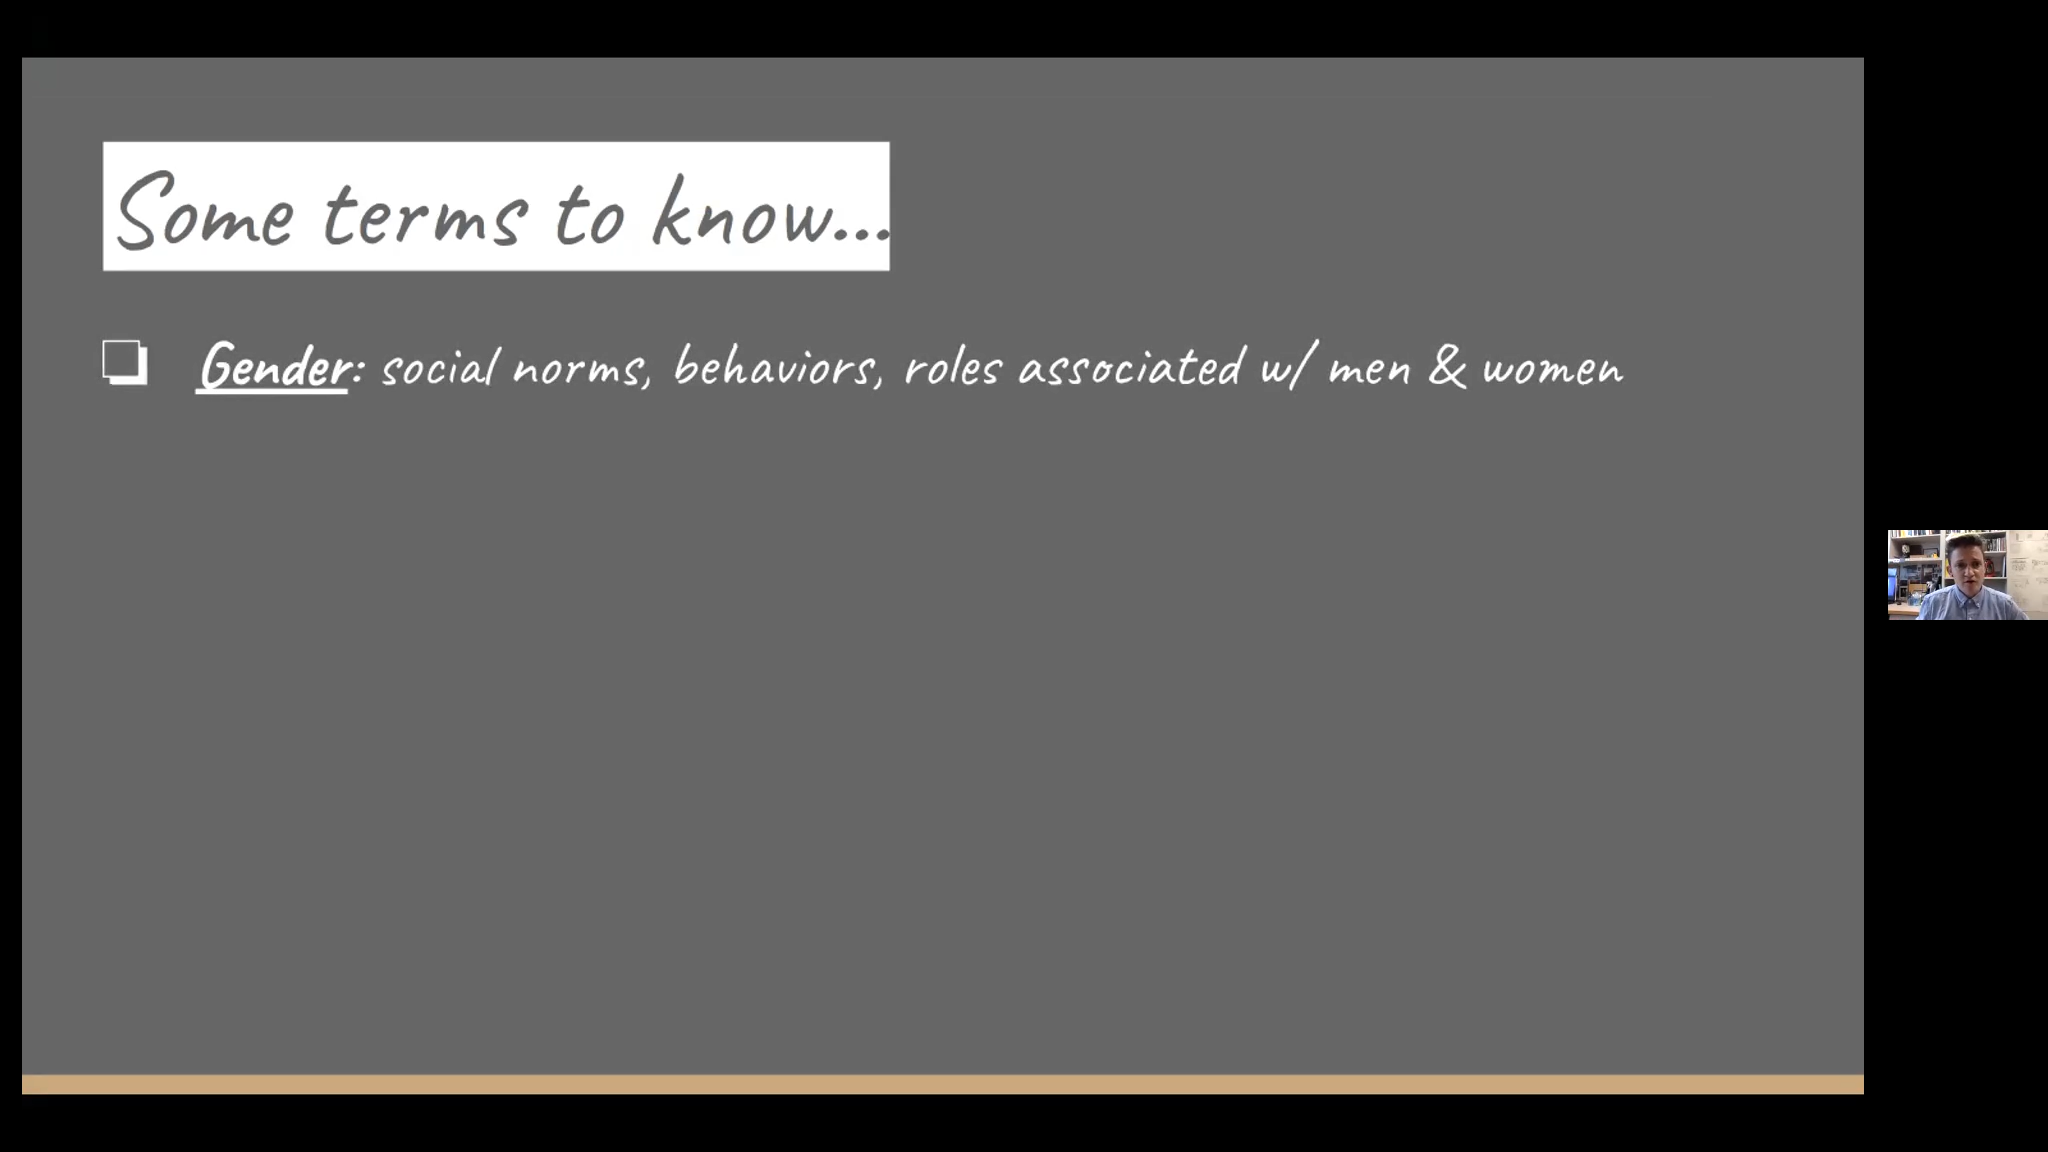 Some terms to know...
Gender: social norms, behaviors, roles associated w/ men & women